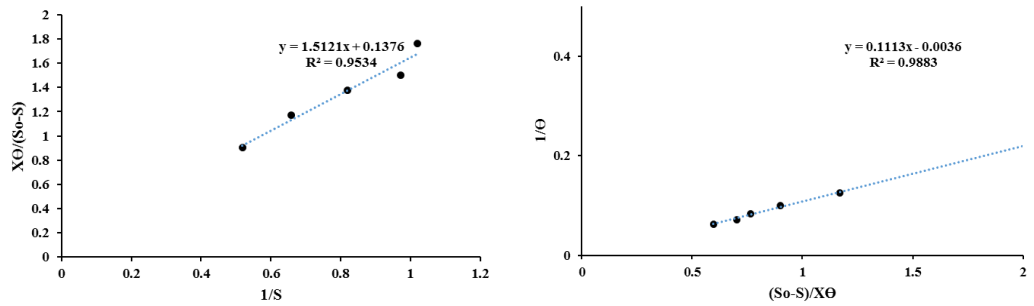 2
1.8
1.6
1.4
1.2
1
0.8
0.6
0.4
0.2
0
XӨ/(So-S)
y = 1.5121x + 0.1376
R² = 0.9534
0 0.2 0.4 0.6 0.8 1 1.2
1/S
0.4
0.2
0
1/Ө
y = 0.1113x - 0.0036
R² = 0.9883
0 0.5 1 1.5 2
(So-S)/XӨ